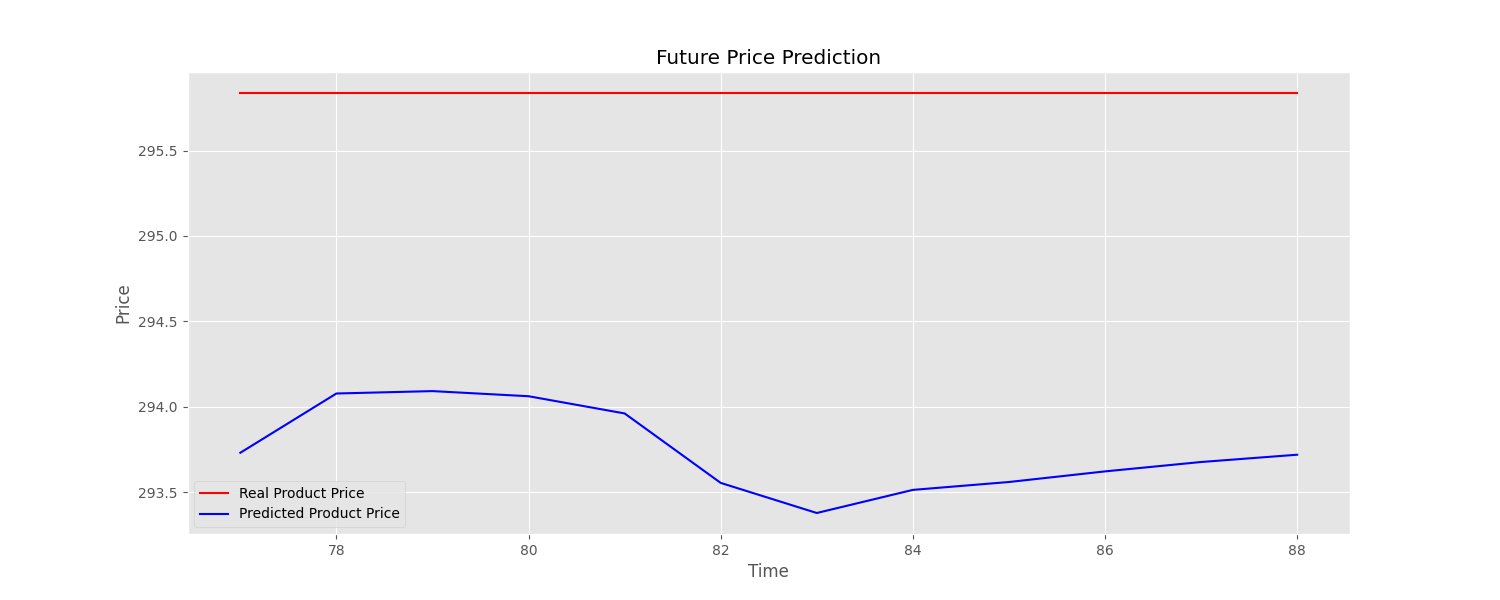 Future Price Prediction
Price
295.5
295.0
294.5
294.0
293.5
Real Product Price
Predicted Product Price
78 80 82 84 86 88
Time